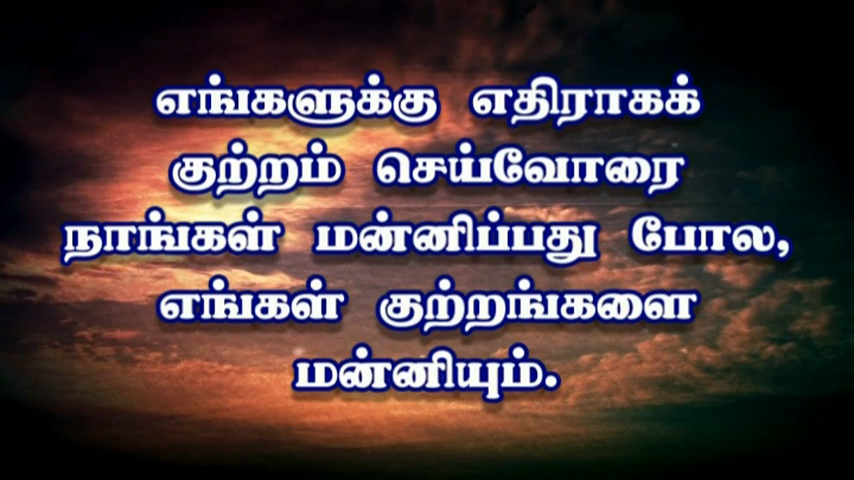 எங்களுக்கு எதிராகக்
குற்றம் செய்வோரை
நாங்கள் மன்னிப்பது போல,
எங்கள் குற்றங்களை
மன்னியும்.